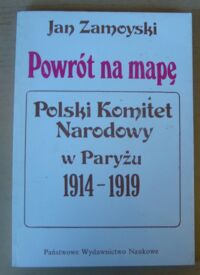 Jan Zamoyski
Powrót na mapę
Polski Komitet
Narodowy
w Paryżu
1914-1919
Państwowe Wydawnictwo Naukowe